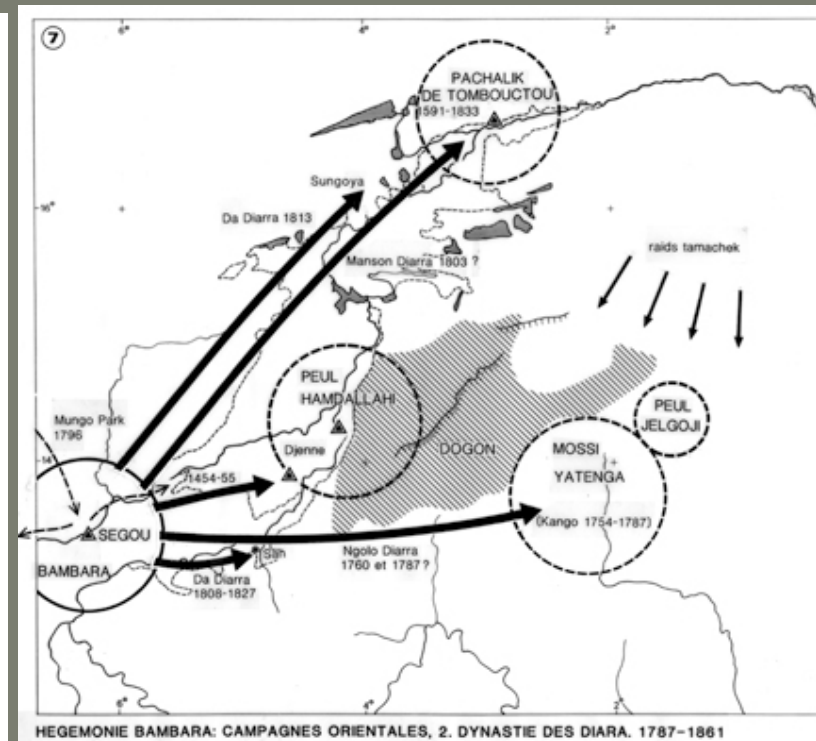 7
6°
4°
2°
PACHALIK
DE TOMBOUCTOU
1591-1833
Sungoya
16°
Da Diarra 1813
Manson Diarra 1803 ?
raids tamachek
PEUL
HAMDALLAHI
PEUL
JELGOJI
Mungo Park
1796
MOSSI
YATENGA
DOGON
Djenne
14
1454-55
(Kango 1754-1787)
SEGOU
San
BAMBARA
Ngolo Diarra
1760 et 1787 ?
Da Diarra
1808-1827
6°
4°
2°
HEGEMONIE BAMBARA: CAMPAGNES ORIENTALES, 2. DYNASTIE DES DIARA. 1787-1861